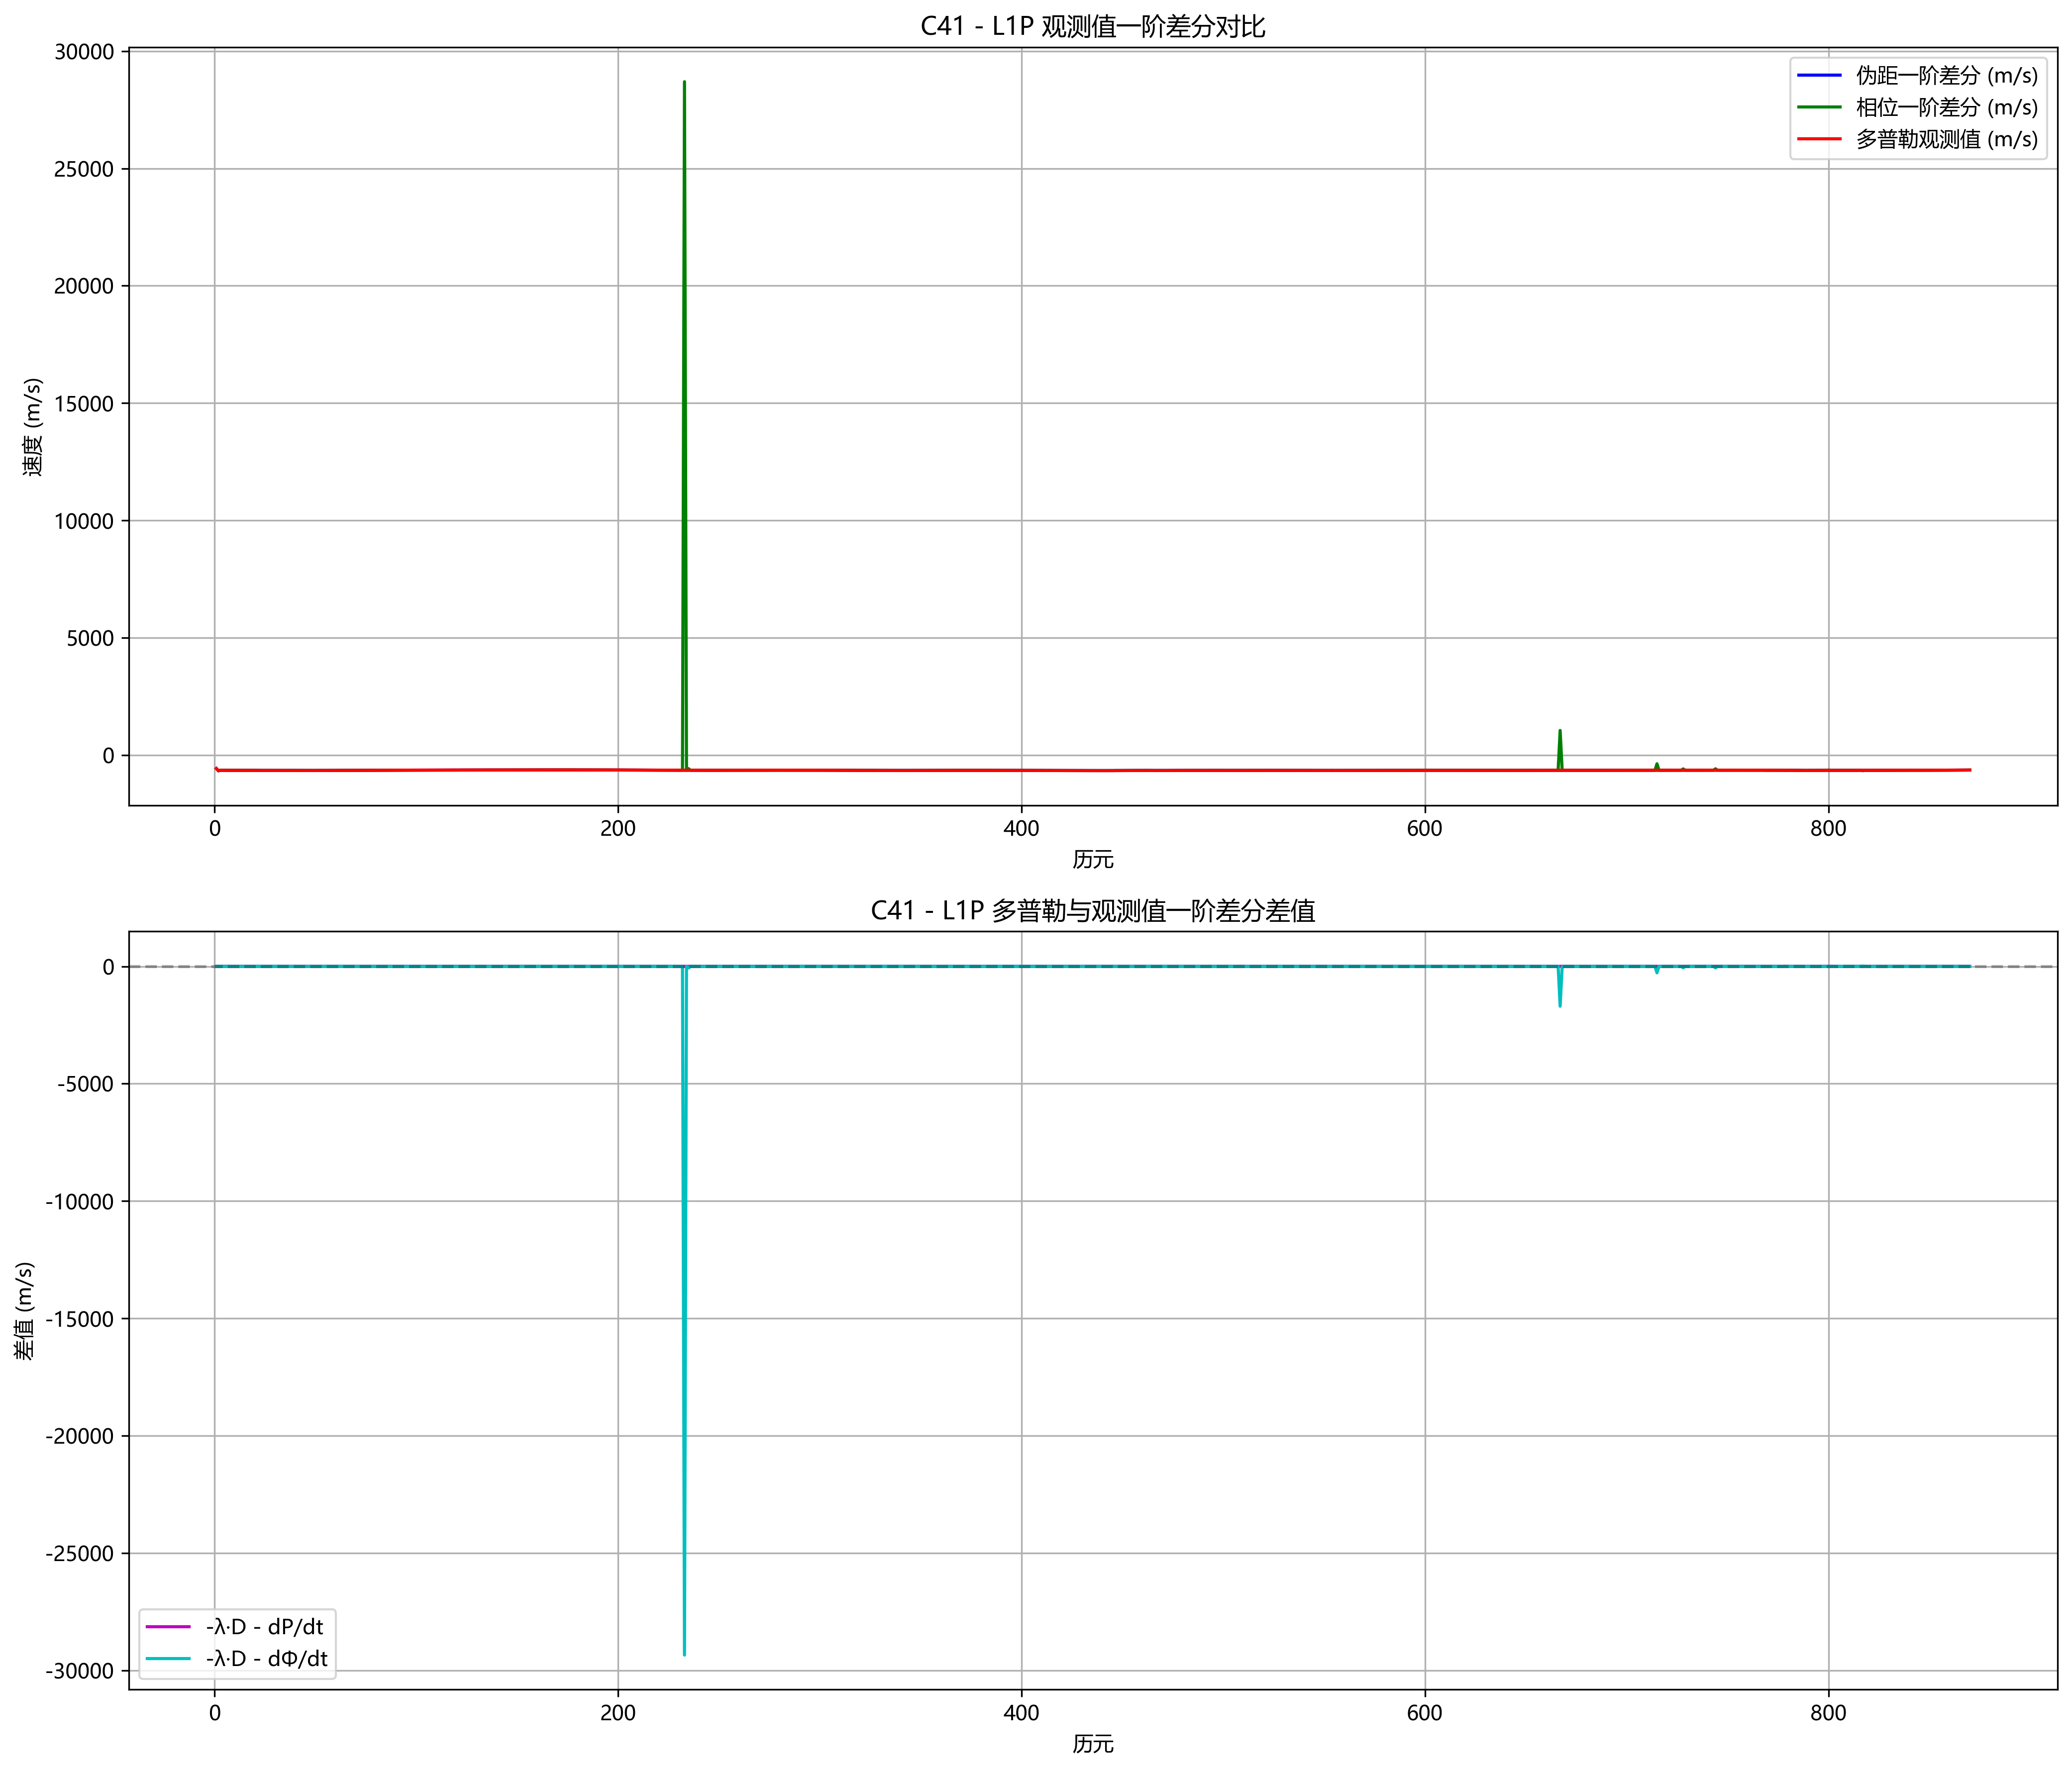 C41 - L1P 观测值一阶差分对比
30000
25000
20000
15000
10000
5000
0
速度 (m/s)
伪距一阶差分 (m/s)
相位一阶差分 (m/s)
多普勒观测值 (m/s)
0 200 400 600 800
历元
C41 - L1P 多普勒与观测值一阶差分差值
0
-5000
-10000
-15000
-20000
-25000
-30000
差值 (m/s)
-λ·D - dP/dt
-λ·D - dΦ/dt
0 200 400 600 800
历元